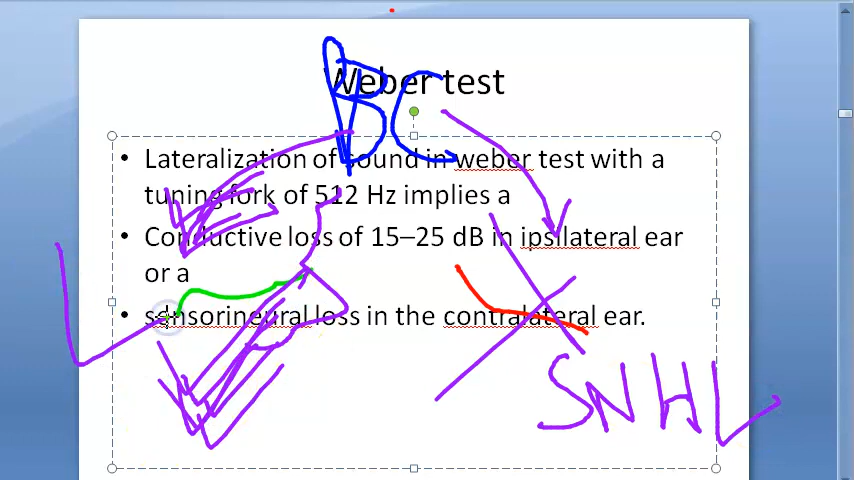 Weber test
BC
• Lateralization of sound in weber test with a
tuning fork of 512 Hz implies a
• Conductive loss of 15–25 dB in ipsilateral ear
or a
• sensorineural loss in the contralateral ear.
SNHL